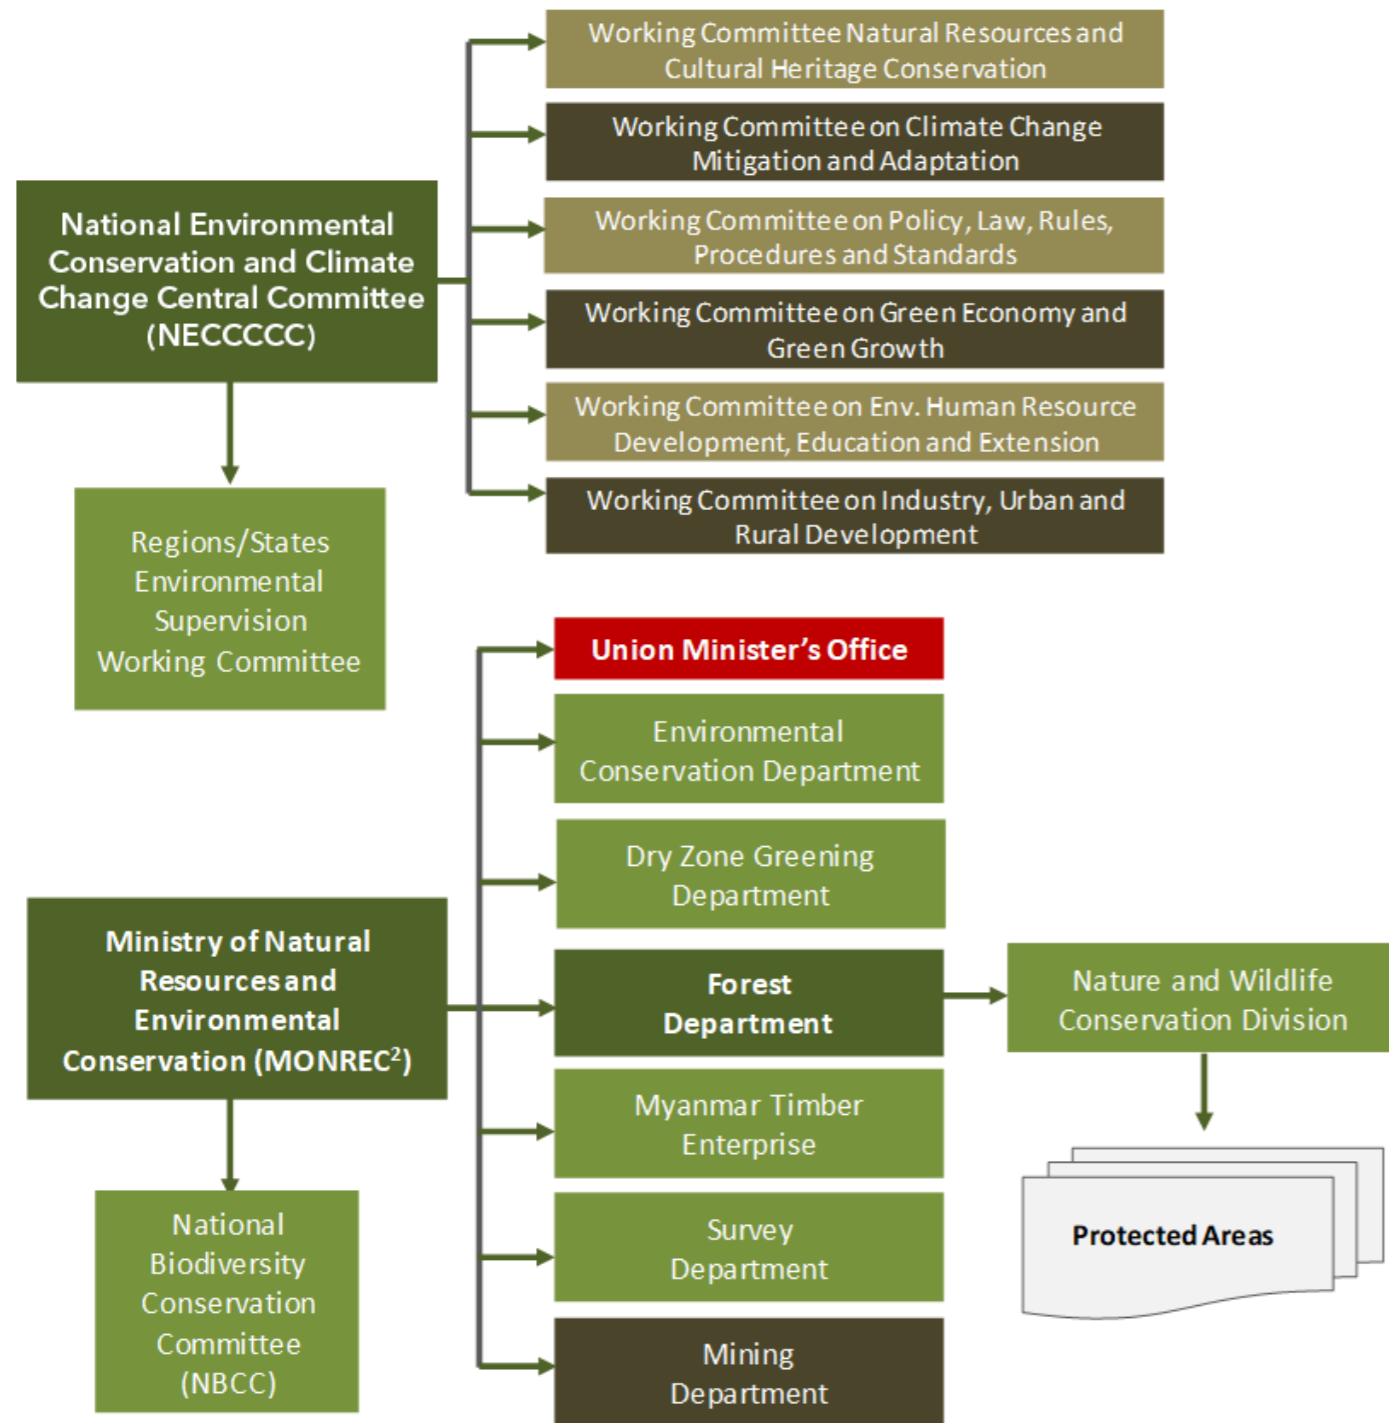 Working Committee Natural Resources and
Cultural Heritage Conservation
Working Committee on Climate Change
Mitigation and Adaptation
National Environmental
Conservation and Climate
Change Central Committee
(NECCCCC)
Working Committee on Policy, Law, Rules,
Procedures and Standards
Working Committee on Green Economy and
Green Growth
Working Committee on Env. Human Resource
Development, Education and Extension
Working Committee on Industry, Urban and
Rural Development
Regions/States
Environmental
Supervision
Working Committee
Union Minister’s Office
Environmental
Conservation Department
Dry Zone Greening
Department
Ministry of Natural
Resources and
Environmental
Conservation (MONREC²)
Forest
Department
Nature and Wildlife
Conservation Division
Myanmar Timber
Enterprise
Protected Areas
National
Biodiversity
Conservation
Committee
(NBCC)
Survey
Department
Mining
Department